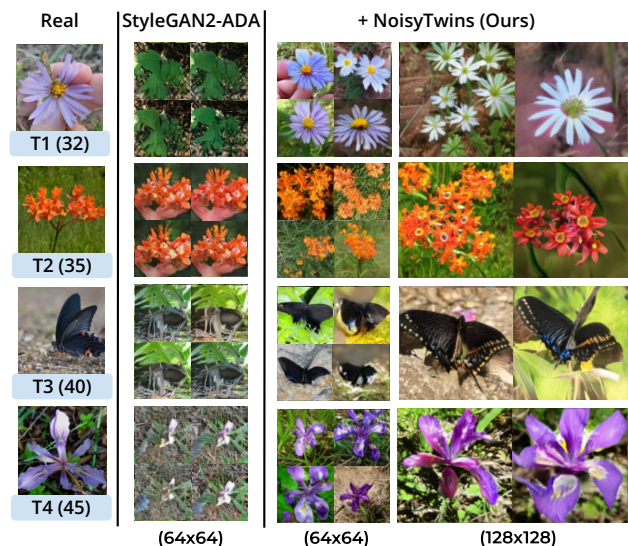 Real
StyleGAN2-ADA
+ NoisyTwins (Ours)
T1 (32)
T2 (35)
T3 (40)
T4 (45)
(64x64)
(64x64)
(128x128)